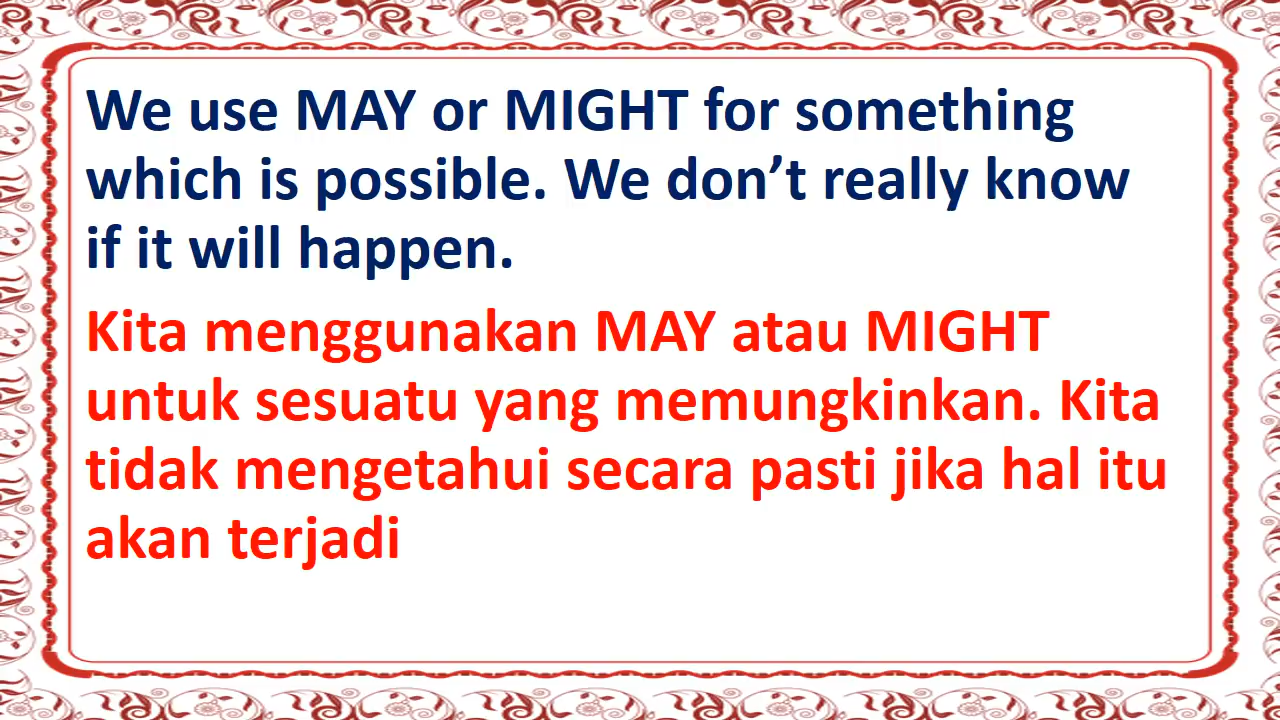 We use MAY or MIGHT for something
which is possible. We don’t really know
if it will happen.
Kita menggunakan MAY atau MIGHT
untuk sesuatu yang memungkinkan. Kita
tidak mengetahui secara pasti jika hal itu
akan terjadi